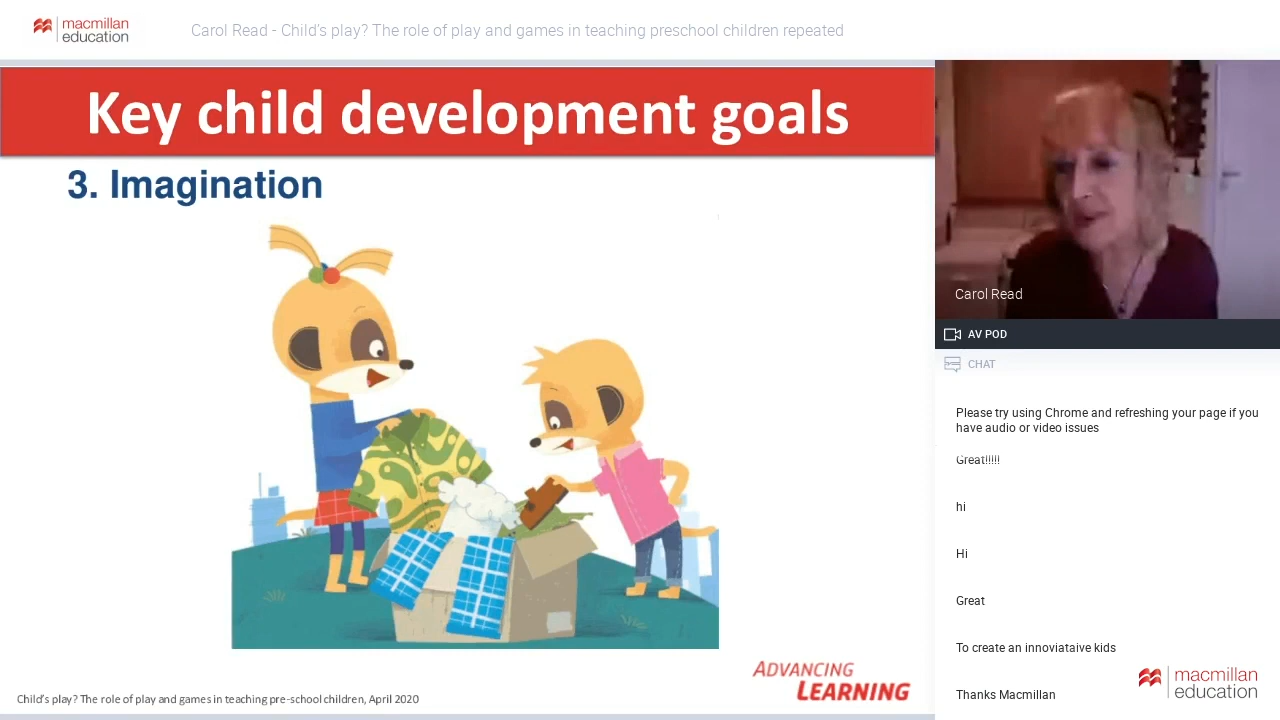 macmillan
education
Carol Read - Child's play? The role of play and games in teaching preschool children repeated
Key child development goals
3. Imagination
ADVANCING
LEARNING
Child's play? The role of play and games in teaching pre-school children, April 2020
Carol Read
AV POD
CHAT
Please try using Chrome and refreshing your page if you
have audio or video issues
Great!!!!!
hi
Hi
Great
To create an innoviataive kids
Thanks Macmillan
macmillan
education